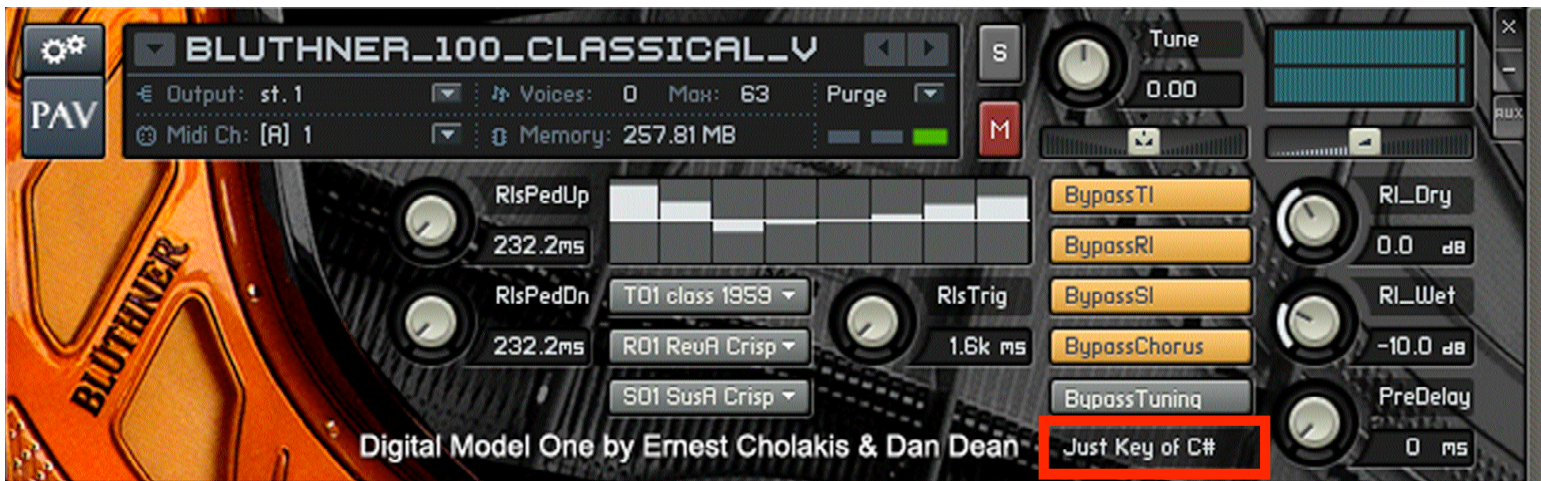 BLUTHNER_100_CLASSICAL_V
S
Tune
0.00
X
-
AUX
PAV
Output: st. 1
Voices: 0 Max: 63
Purge
Midi Ch: [A] 1
Memory: 257.81 MB
M
RlsPedUp
232.2ms
BypassTI
RI_Dry
BypassRI
0.0 dB
RlsPedDn
232.2ms
T01 class 1959
RlsTrig
1.6k ms
BypassSI
RI_Wet
R01 RevA Crisp
BypassChorus
-10.0 dB
S01 SusA Crisp
BypassTuning
PreDelay
0 ms
BLÜTHNER
BLÜTHNER
Digital Model One by Ernest Cholakis & Dan Dean
Just Key of C#